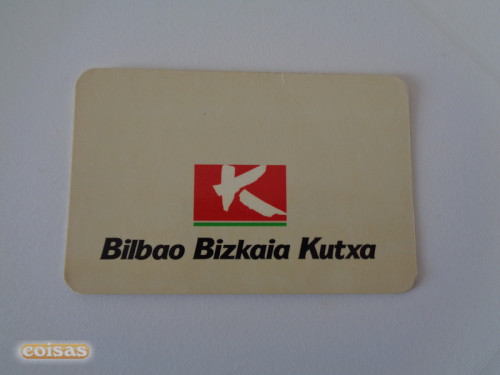 K
Bilbao Bizkaia Kutxa
coisas